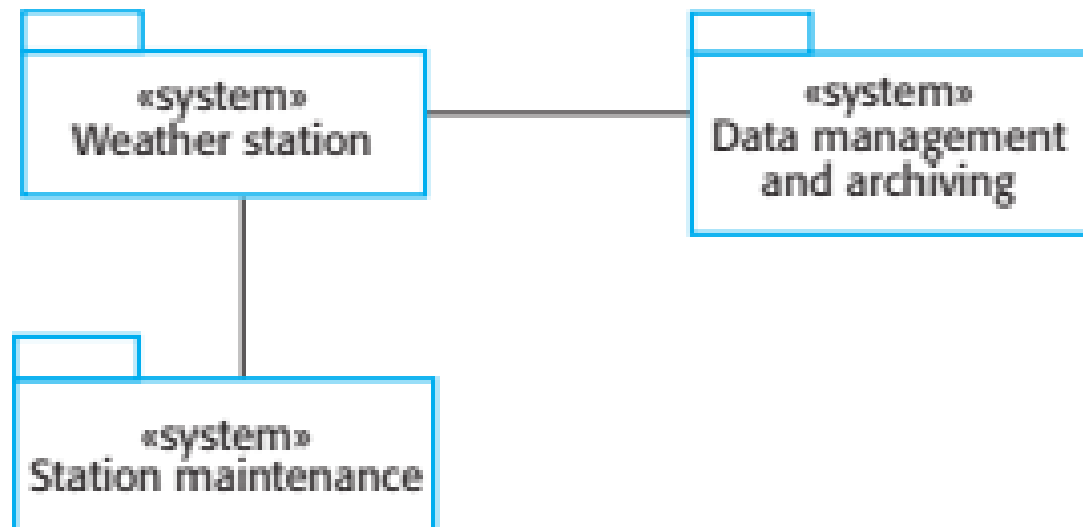 «system»
Weather station
«system»
Data management
and archiving
«system»
Station maintenance